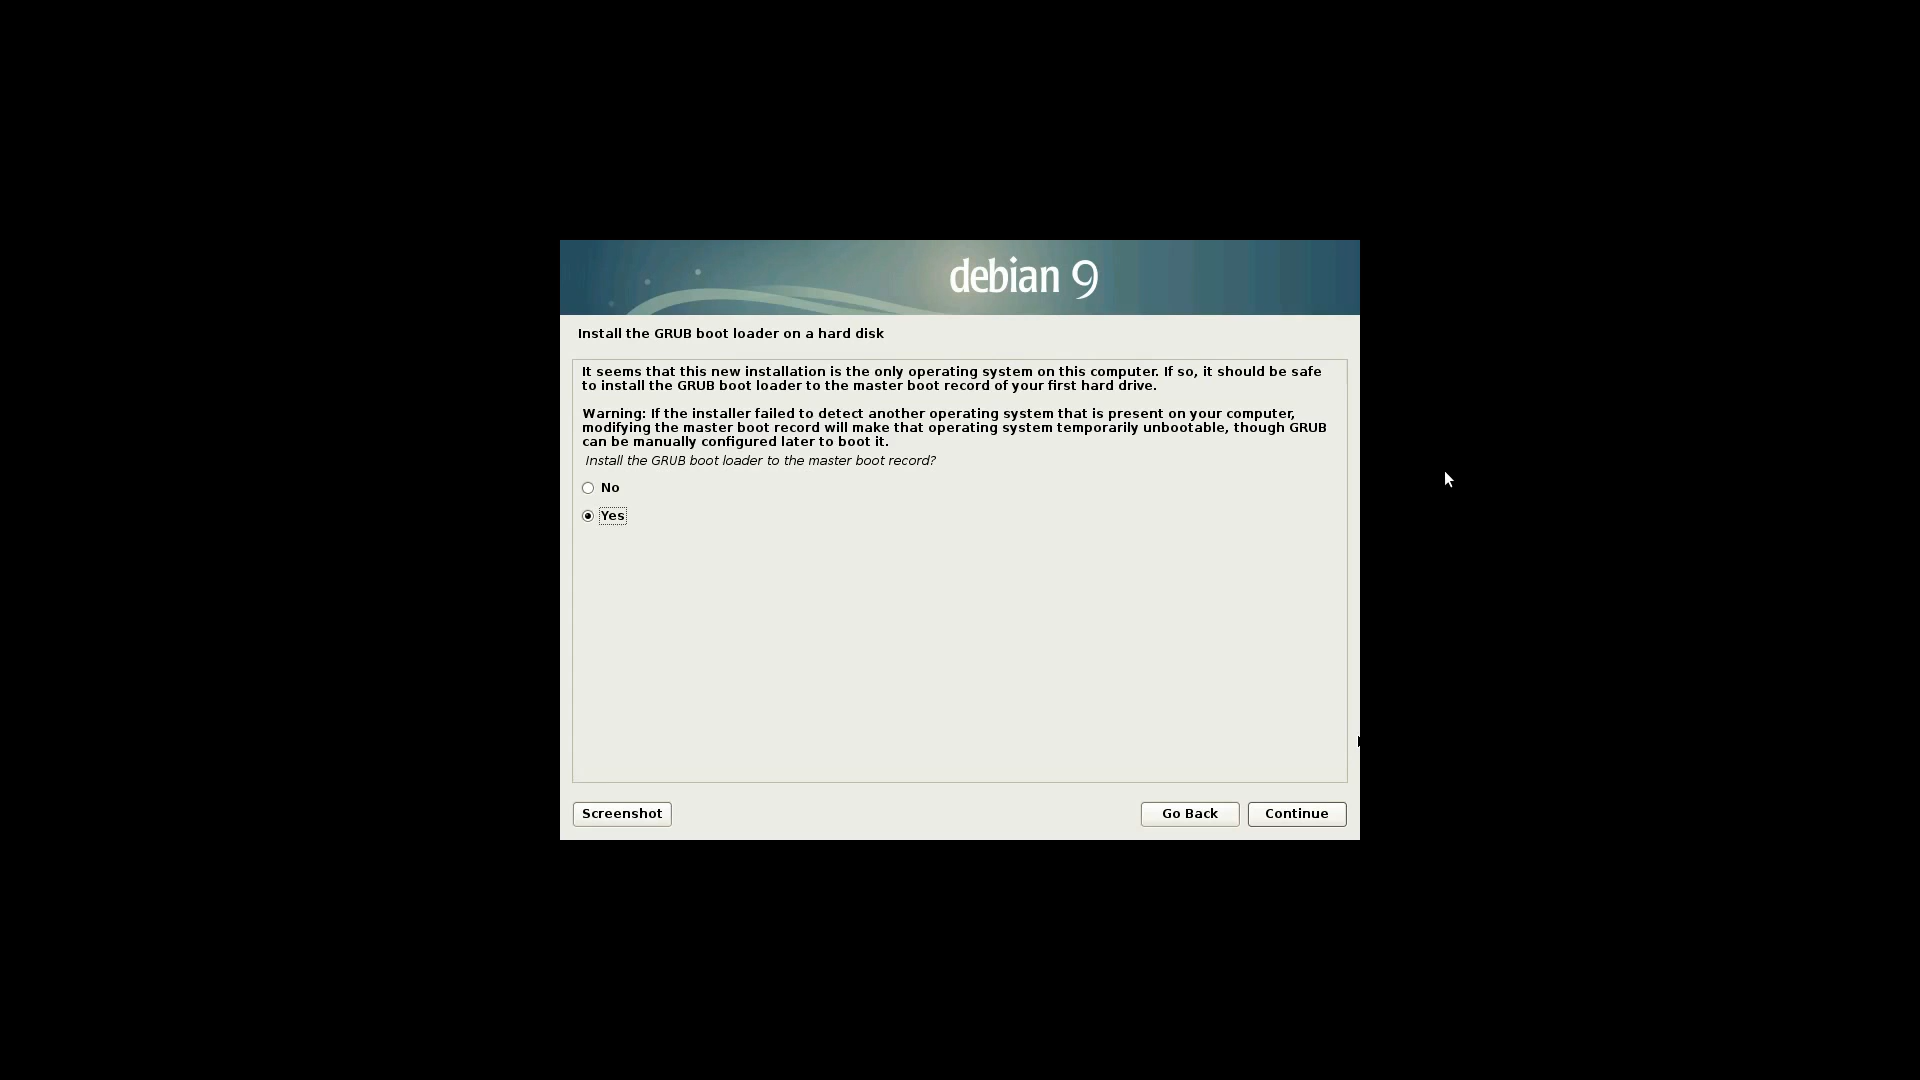 debian 9
Install the GRUB boot loader on a hard disk
It seems that this new installation is the only operating system on this computer. If so, it should be safe
to install the GRUB boot loader to the master boot record of your first hard drive.
Warning: If the installer failed to detect another operating system that is present on your computer,
modifying the master boot record will make that operating system temporarily unbootable, though GRUB
can be manually configured later to boot it.
Install the GRUB boot loader to the master boot record?
No
Yes
Screenshot
Go Back
Continue